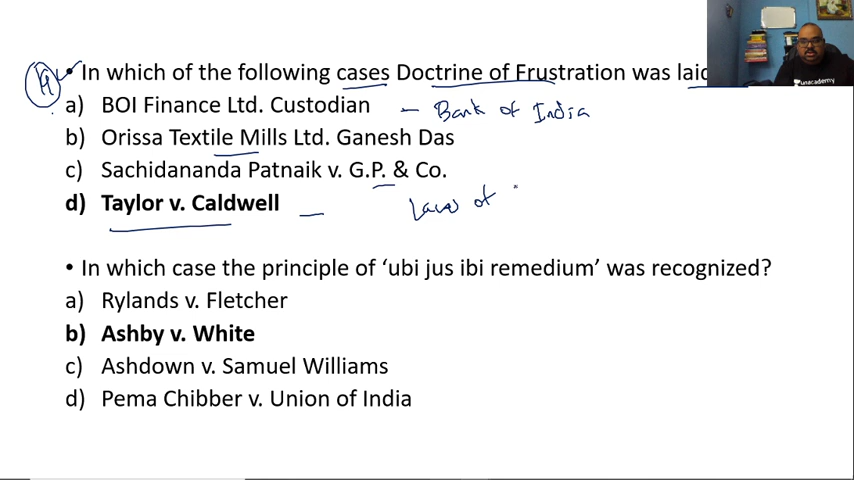 • In which of the following cases Doctrine of Frustration was laid
a) BOI Finance Ltd. Custodian - Bank of India
b) Orissa Textile Mills Ltd. Ganesh Das
c) Sachidananda Patnaik v. G.P. & Co.
d) Taylor v. Caldwell - Laws of
• In which case the principle of ‘ubi jus ibi remedium’ was recognized?
a) Rylands v. Fletcher
b) Ashby v. White
c) Ashdown v. Samuel Williams
d) Pema Chibber v. Union of India
unacademy